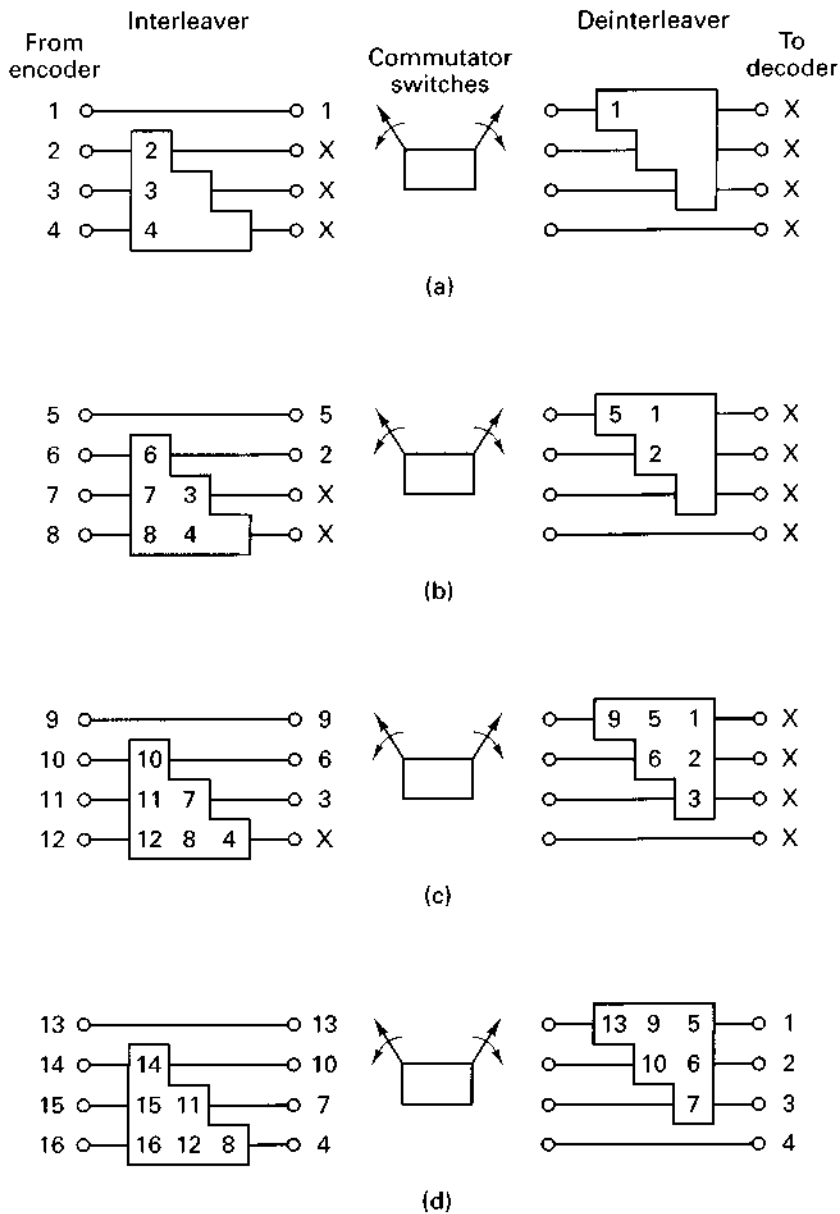 Interleaver
Deinterleaver
From
encoder
Commutator
switches
To
decoder
1 1 1 X
2 2 X X
3 3 X X
4 4 X X
(a)
5 5 5 1 X
6 6 2 2 X
7 7 3 X X
8 8 4 X X
(b)
9 9 9 5 1 X
10 10 6 6 2 X
11 11 7 3 3 X
12 12 8 4 X X
(c)
13 13 13 9 5 1
14 14 10 10 6 2
15 15 11 7 7 3
16 16 12 8 4 4
(d)